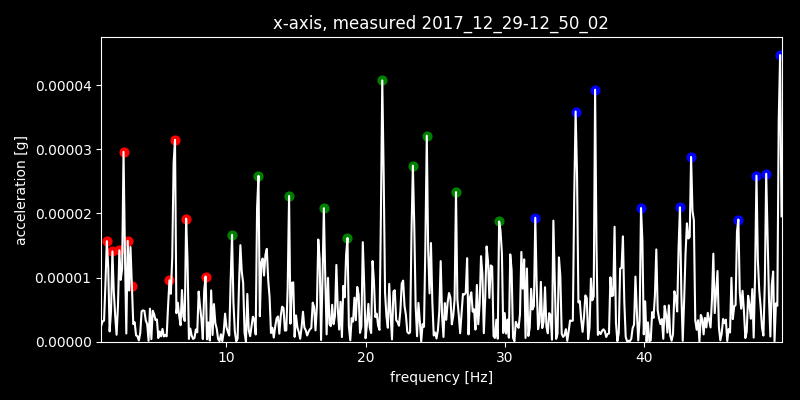 x-axis, measured 2017_12_29-12_50_02
acceleration [g]
0.00004
0.00003
0.00002
0.00001
0.00000
10 20 30 40
frequency [Hz]